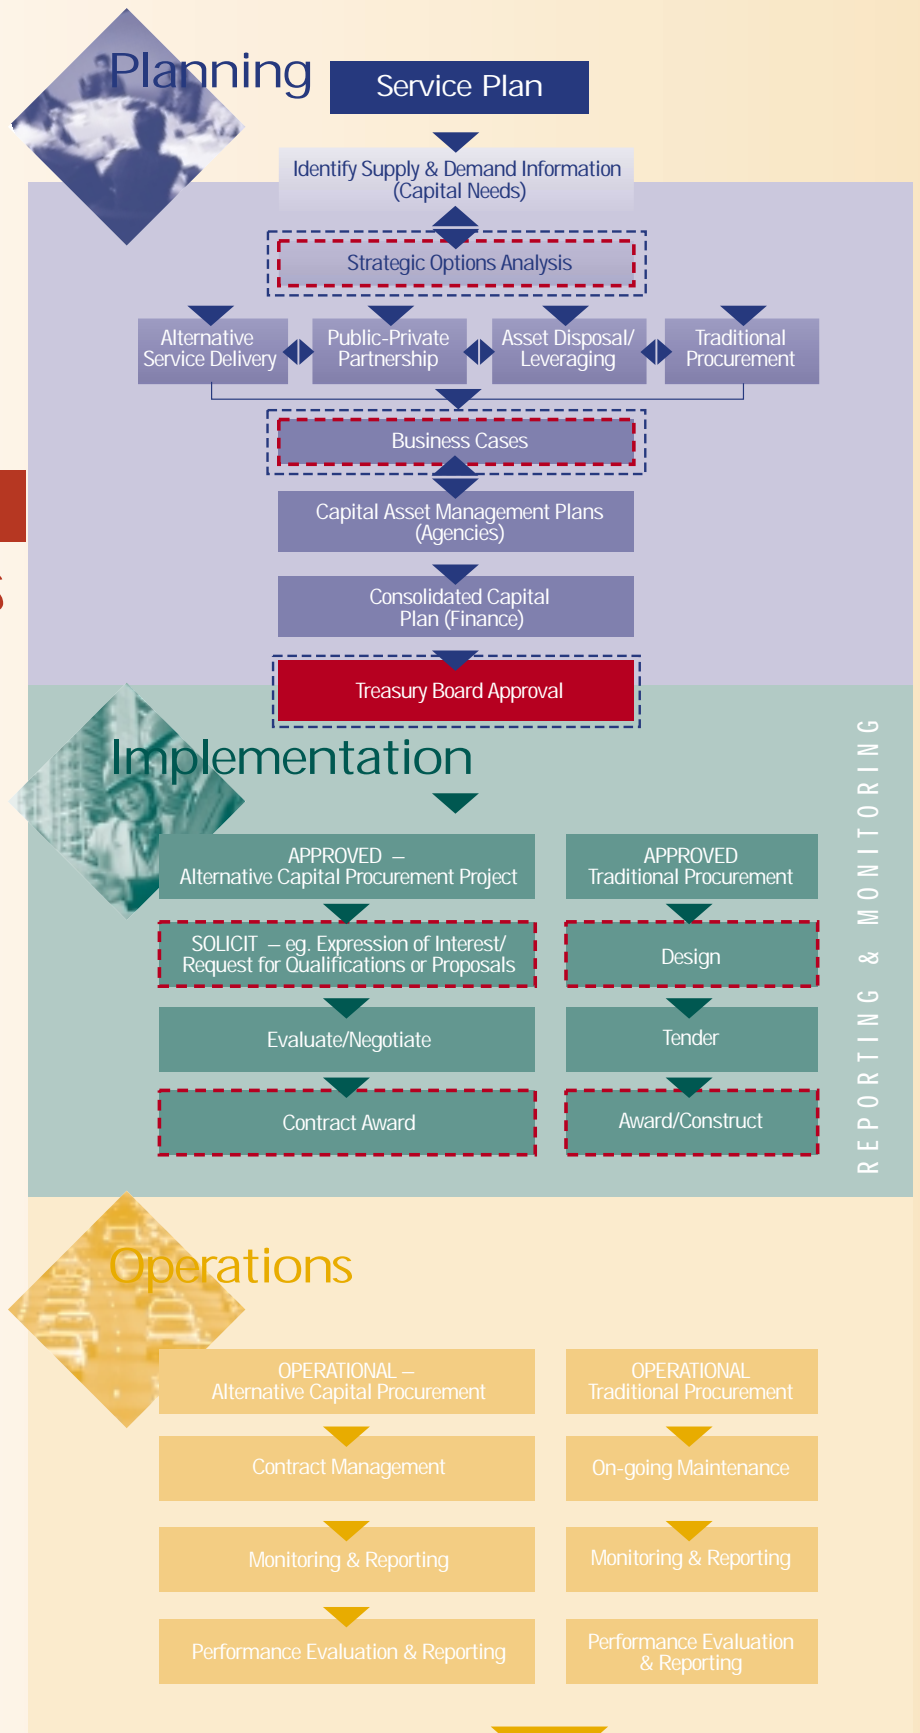 Planning
Service Plan
Identify Supply & Demand Information
(Capital Needs)
Strategic Options Analysis
Alternative
Service Delivery
Public-Private
Partnership
Asset Disposal/
Leveraging
Traditional
Procurement
Business Cases
Capital Asset Management Plans
(Agencies)
Consolidated Capital
Plan (Finance)
Treasury Board Approval
Implementation
APPROVED –
Alternative Capital Procurement Project
APPROVED
Traditional Procurement
SOLICIT – eg. Expression of Interest/
Request for Qualifications or Proposals
Design
Evaluate/Negotiate
Tender
Contract Award
Award/Construct
REPORTING & MONITORING
Operations
OPERATIONAL –
Alternative Capital Procurement
OPERATIONAL
Traditional Procurement
Contract Management
On-going Maintenance
Monitoring & Reporting
Monitoring & Reporting
Performance Evaluation & Reporting
Performance Evaluation
& Reporting